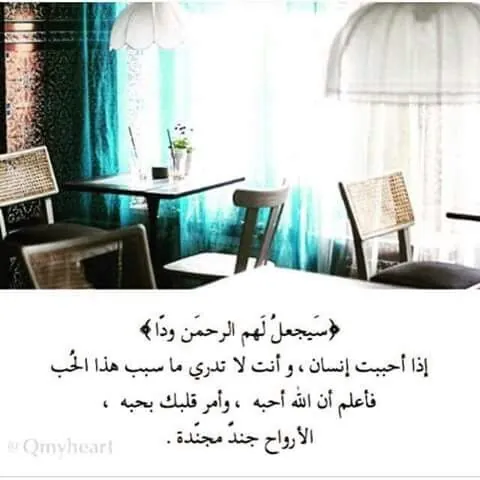 ﴿سَيجعلُ لَهم الرحمَن ودّا﴾
إذا أحببت إنسان ، و أنت لا تدري ما سبب هذا الحُب
فأعلم أن الله أحبه ، وأمر قلبك بحبه ،
الأرواح جندّ مجنّدة .
@Qmyheart